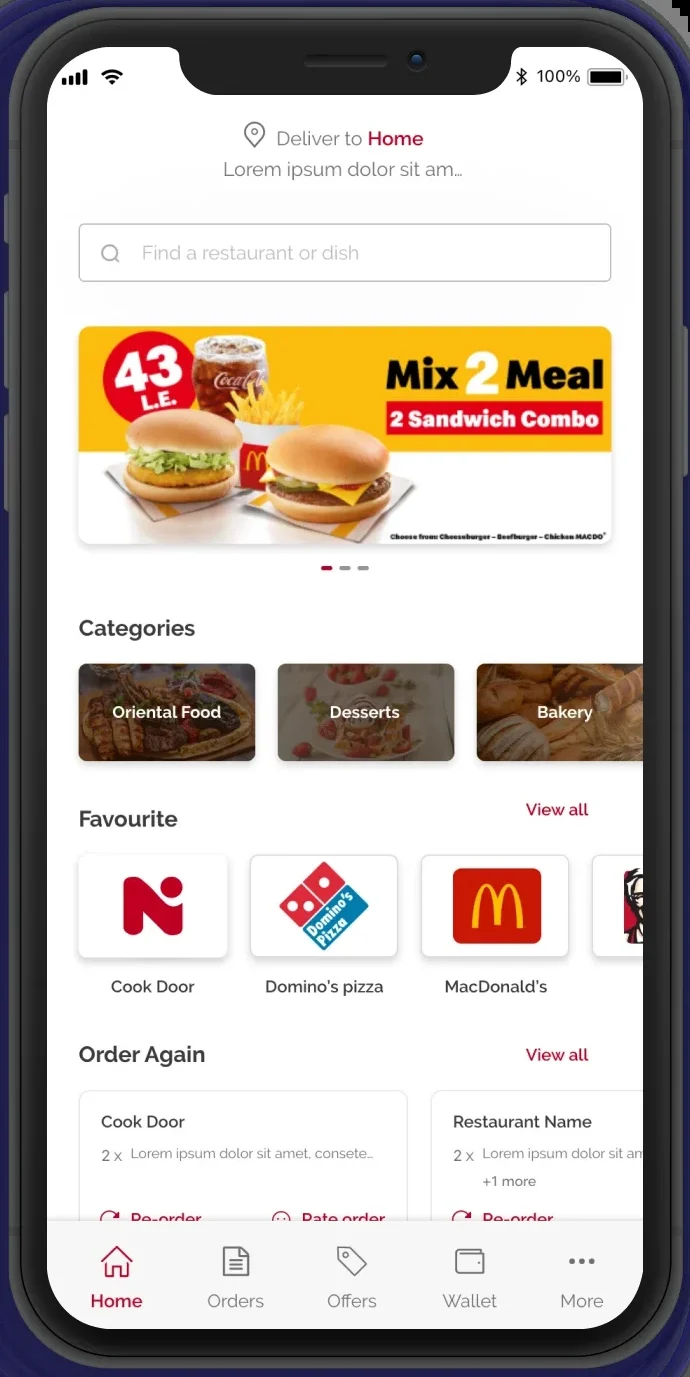 100%
Deliver to Home
Lorem ipsum dolor sit am...
Find a restaurant or dish
43
L.E.
Coca-Cola
Mix 2 Meal
2 Sandwich Combo
Choose from: Cheeseburger – Beefburger – Chicken MACDO
Categories
Oriental Food
Desserts
Bakery
Favourite
View all
Domino's
Pizza
Cook Door
Domino's pizza
MacDonald's
Order Again
View all
Cook Door
Restaurant Name
2 x Lorem ipsum dolor sit amet, consete...
2 x Lorem ipsum dolor sit am
+1 more
Re-order
Rate order
Re-order
Home
Orders
Offers
Wallet
More